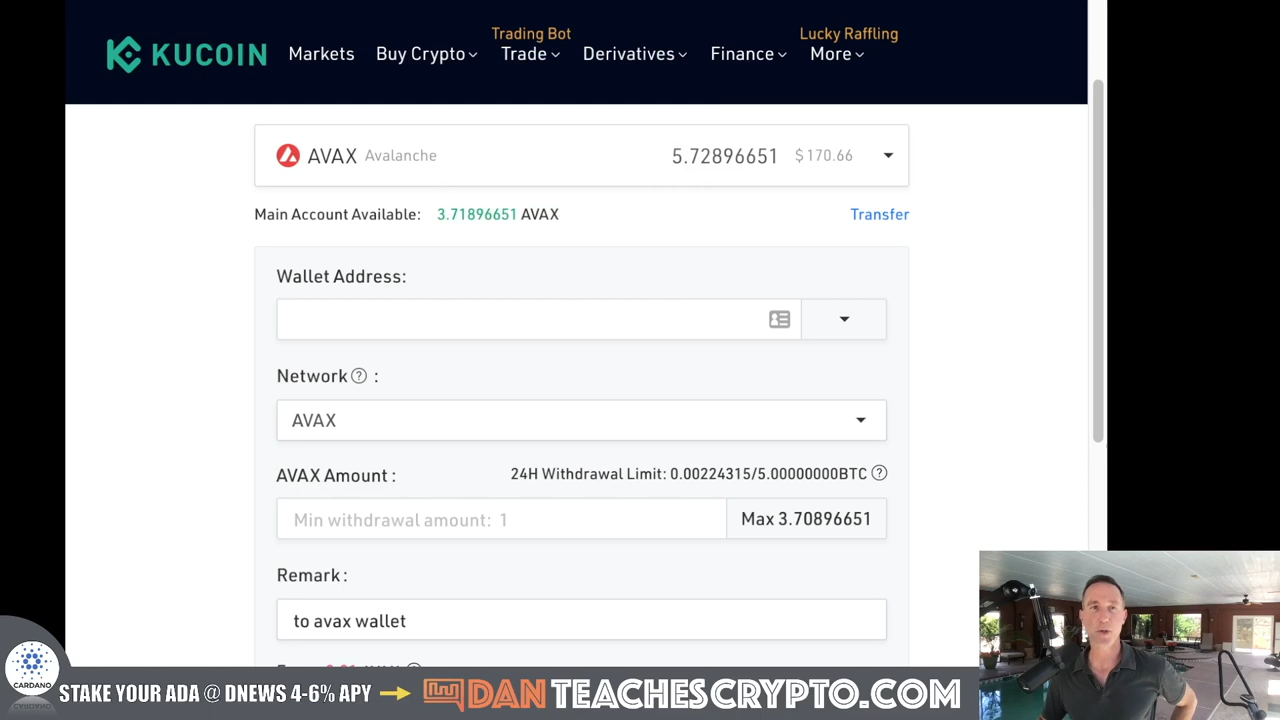 Trading Bot
Lucky Raffling
KUCOIN Markets Buy Crypto Trade Derivatives Finance More
AVAX Avalanche 5.72896651 $ 170.66
Main Account Available: 3.71896651 AVAX Transfer
Wallet Address:
Network ? :
AVAX
AVAX Amount : 24H Withdrawal Limit: 0.00224315/5.00000000BTC ?
Min withdrawal amount: 1 Max 3.70896651
Remark :
to avax wallet
CARDANO
STAKE YOUR ADA @ DNEWS 4-6% APY DANTEACHESCRYPTO.COM